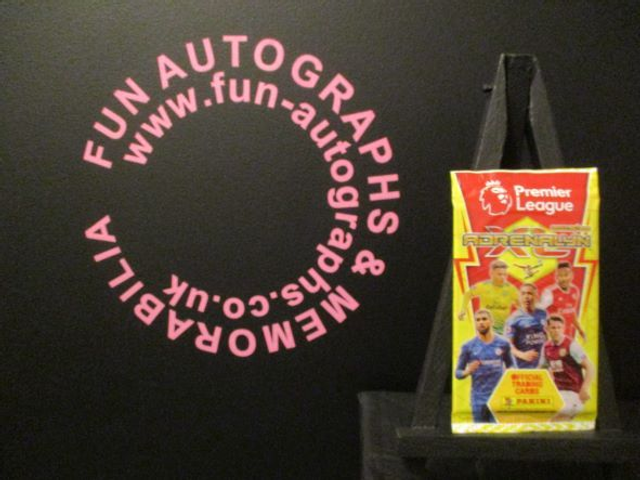 FUN AUTOGRAPHS & MEMORABILIA
www.fun-autographs.co.uk
Premier
League
ADRENALYN
XL
OFFICIAL
TRADING
CARDS
PANINI